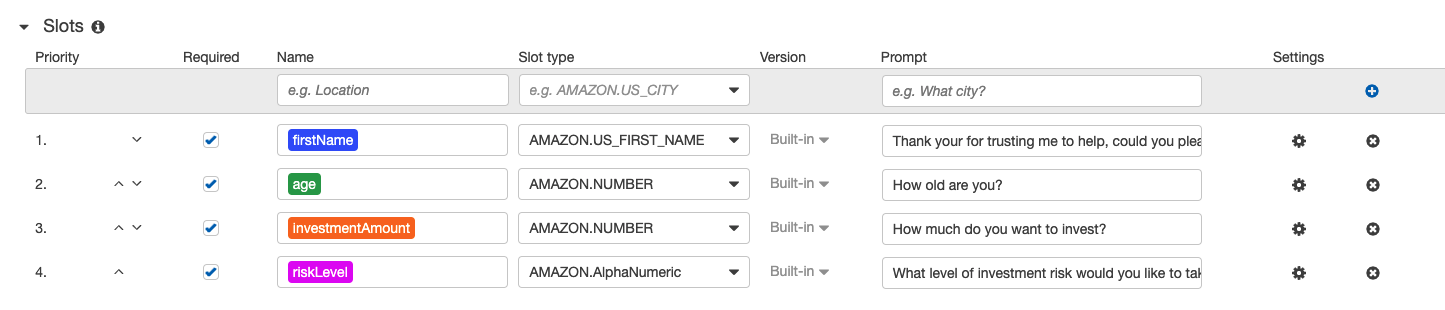 Slots
Priority Required Name Slot type Version Prompt Settings
e.g. Location e.g. AMAZON.US_CITY e.g. What city?
1. firstName AMAZON.US_FIRST_NAME Built-in Thank your for trusting me to help, could you plea
2. age AMAZON.NUMBER Built-in How old are you?
3. investmentAmount AMAZON.NUMBER Built-in How much do you want to invest?
4. riskLevel AMAZON.AlphaNumeric Built-in What level of investment risk would you like to tak